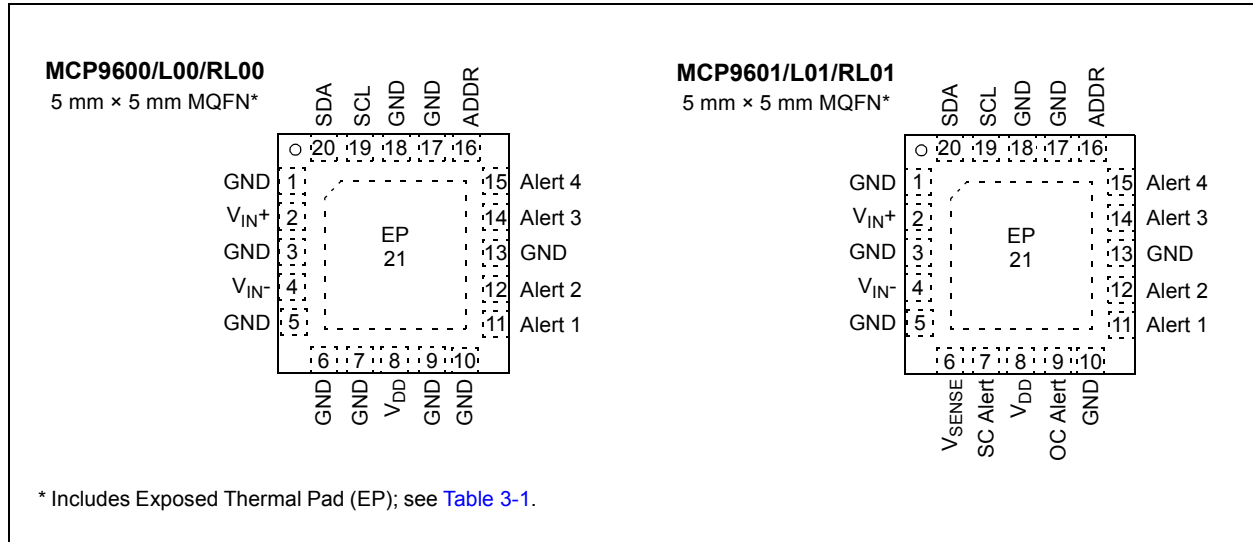 MCP9600/L00/RL00
5 mm × 5 mm MQFN*
SDA
SCL
GND
GND
ADDR
20 19 18 17 16
GND 1
VIN+ 2
GND 3
VIN- 4
GND 5
EP
21
15 Alert 4
14 Alert 3
13 GND
12 Alert 2
11 Alert 1
6 7 8 9 10
GND
GND
VDD
GND
GND
MCP9601/L01/RL01
5 mm × 5 mm MQFN*
SDA
SCL
GND
GND
ADDR
20 19 18 17 16
GND 1
VIN+ 2
GND 3
VIN- 4
GND 5
EP
21
15 Alert 4
14 Alert 3
13 GND
12 Alert 2
11 Alert 1
6 7 8 9 10
VSENSE
SC Alert
VDD
OC Alert
GND
* Includes Exposed Thermal Pad (EP); see Table 3-1.